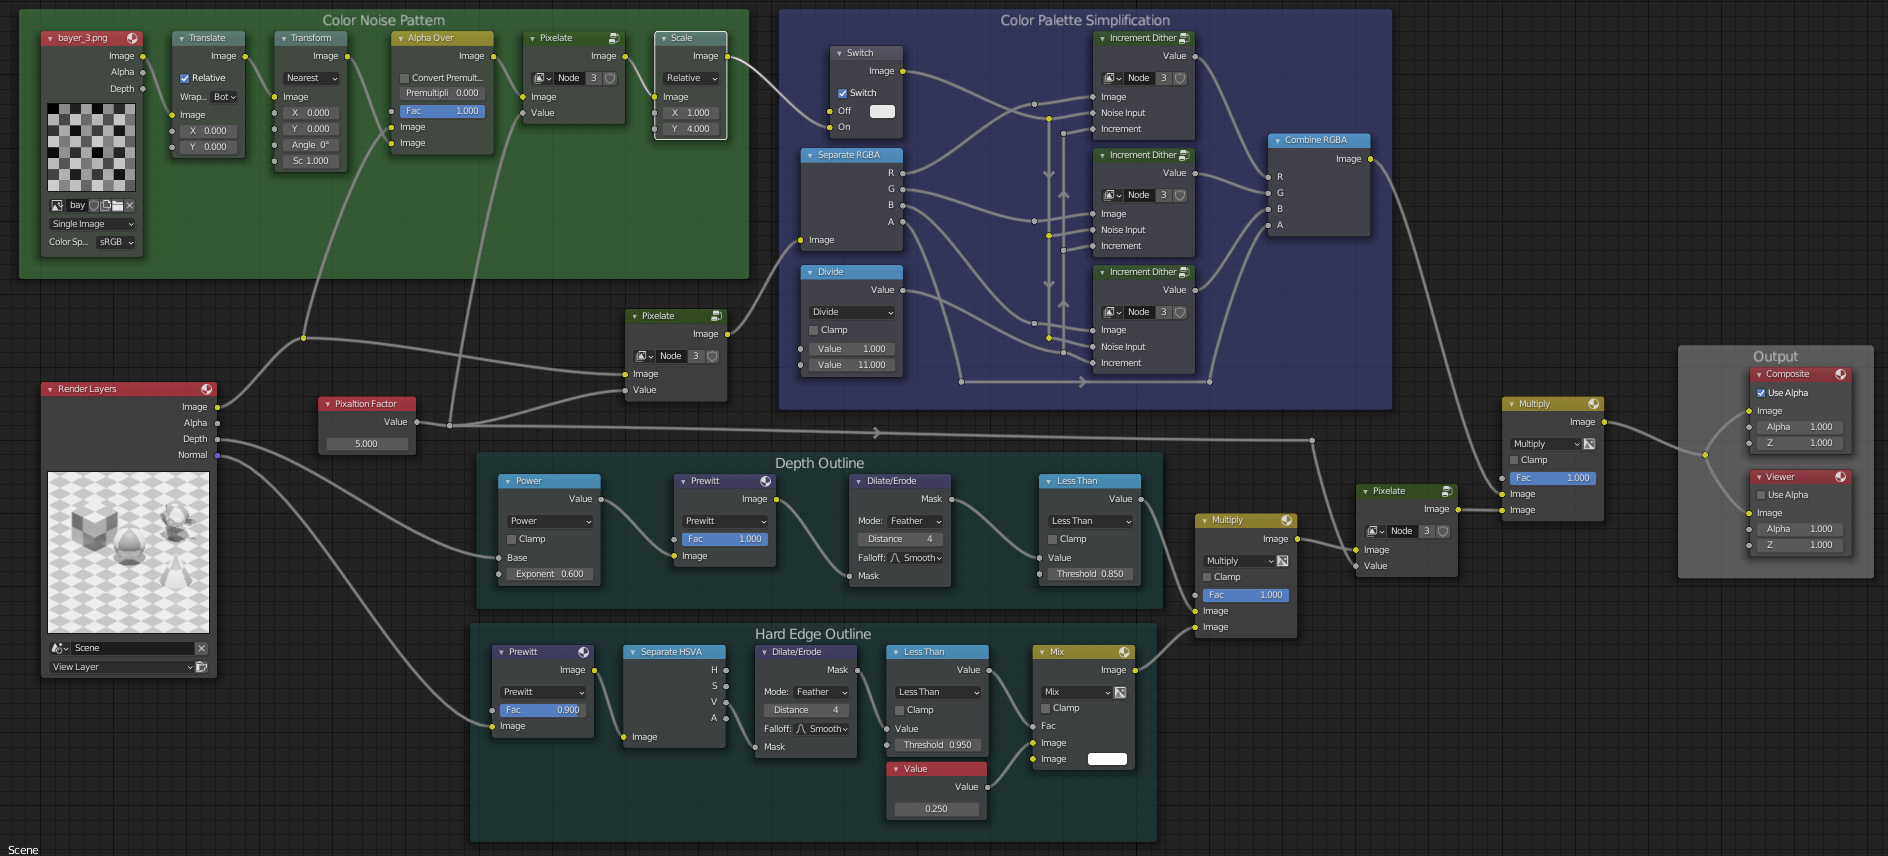 Color Noise Pattern
bayer_3.png
Image
Alpha
Depth
bay
Single Image
Color Sp...
sRGB
Translate
Image
Relative
Wrap...
Bot
Image
X 0.000
Y 0.000
Transform
Image
Nearest
Image
X 0.000
Y 0.000
Angle 0°
Sc 1.000
Alpha Over
Image
Convert Premult...
Premultipli 0.000
Fac 1.000
Image
Image
Pixelate
Image
Node 3
Image
Value
Scale
Image
Relative
Image
X 1.000
Y 4.000
Color Palette Simplification
Switch
Image
Switch
Off
On
Separate RGBA
R
G
B
A
Image
Divide
Value
Divide
Clamp
Value 1.000
Value 11.000
Increment Dither
Value
Node 3
Image
Noise Input
Increment
Increment Dither
Value
Node 3
Image
Noise Input
Increment
Increment Dither
Value
Node 3
Image
Noise Input
Increment
Combine RGBA
Image
R
G
B
A
Pixelate
Image
Node 3
Image
Value
Render Layers
Image
Alpha
Depth
Normal
Scene
View Layer
Pixaltion Factor
Value
5.000
Depth Outline
Power
Value
Power
Clamp
Base
Exponent 0.600
Prewitt
Image
Prewitt
Fac 1.000
Image
Dilate/Erode
Mask
Mode: Feather
Distance 4
Falloff: Smooth
Mask
Less Than
Value
Less Than
Clamp
Value
Threshold 0.850
Hard Edge Outline
Prewitt
Image
Prewitt
Fac 0.900
Image
Separate HSVA
H
S
V
A
Image
Dilate/Erode
Mask
Mode: Feather
Distance 4
Falloff: Smooth
Mask
Less Than
Value
Less Than
Clamp
Value
Threshold 0.950
Value
Value
0.250
Mix
Image
Mix
Clamp
Fac
Image
Image
Multiply
Image
Multiply
Clamp
Fac 1.000
Image
Image
Pixelate
Image
Node 3
Image
Value
Multiply
Image
Multiply
Clamp
Fac 1.000
Image
Image
Output
Composite
Use Alpha
Image
Alpha 1.000
Z 1.000
Viewer
Use Alpha
Image
Alpha 1.000
Z 1.000
Scene